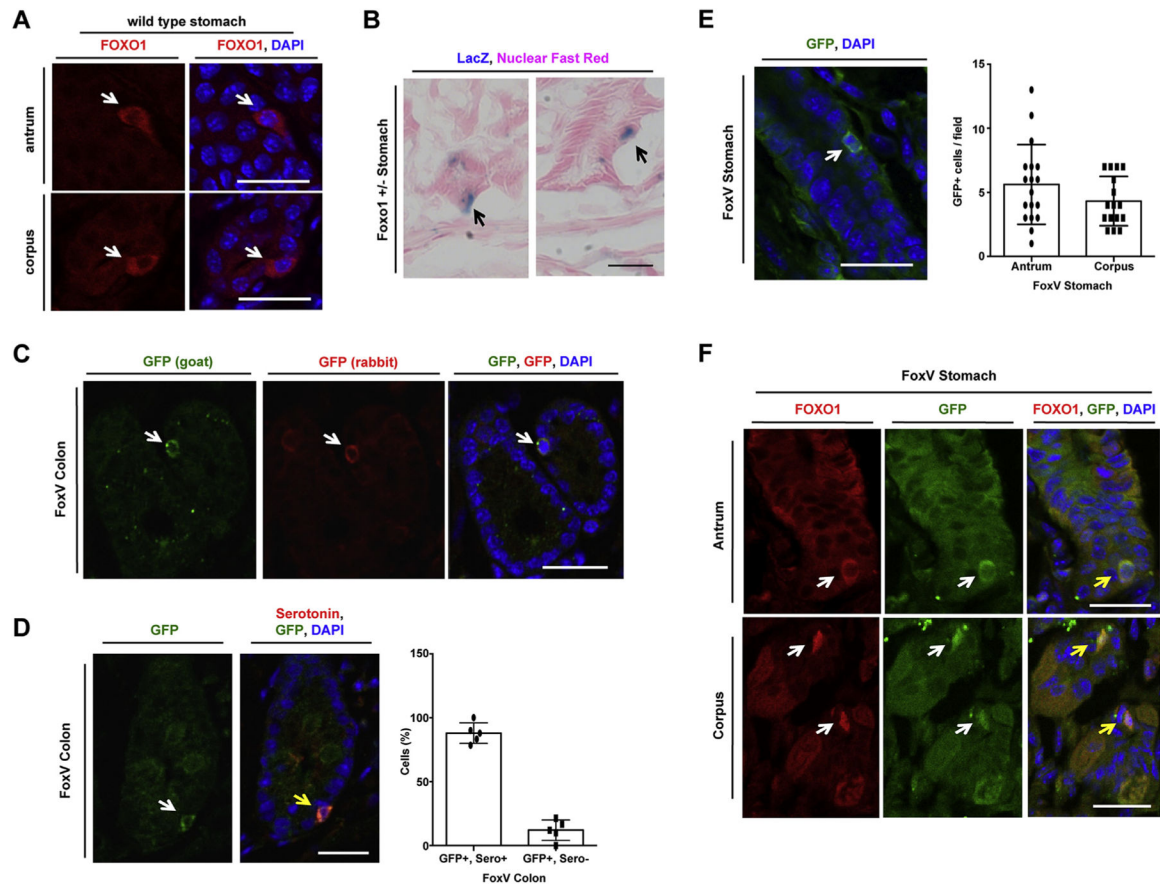 A
wild type stomach
FOXO1
FOXO1, DAPI
antrum
corpus
B
LacZ, Nuclear Fast Red
Foxo1 +/- Stomach
C
GFP (goat)
GFP (rabbit)
GFP, GFP, DAPI
FoxV Colon
D
GFP
Serotonin,
GFP, DAPI
FoxV Colon
Cells (%)
150
100
50
0
GFP+, Sero+
GFP+, Sero-
FoxV Colon
E
GFP, DAPI
FoxV Stomach
GFP+ cells / field
15
10
5
0
Antrum
Corpus
FoxV Stomach
F
FoxV Stomach
FOXO1
GFP
FOXO1, GFP, DAPI
Antrum
Corpus